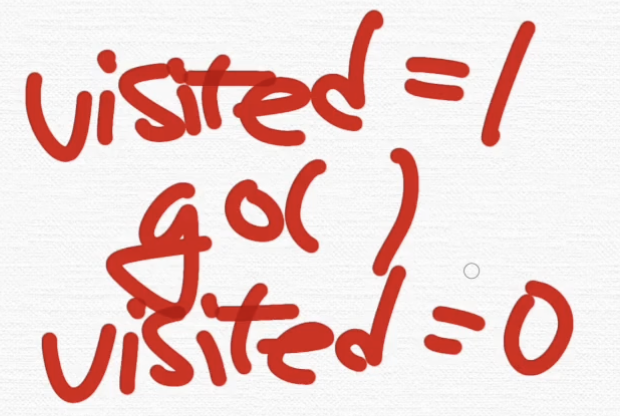 visited = 1
go( )
visited = 0